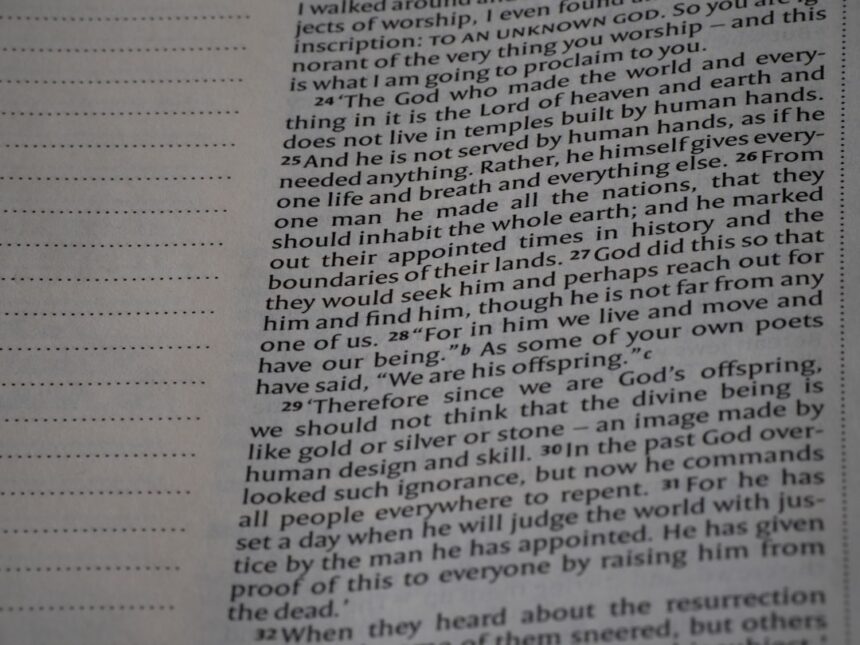 I walked around and
jects of worship, I even found
inscription: TO AN UNKNOWN GOD. So you are ig
norant of the very thing you worship – and this
is what I am going to proclaim to you.
24 ‘The God who made the world and every-
thing in it is the Lord of heaven and earth and
does not live in temples built by human hands.
25 And he is not served by human hands, as if he
needed anything. Rather, he himself gives every-
one life and breath and everything else. 26 From
one man he made all the nations, that they
should inhabit the whole earth; and he marked
out their appointed times in history and the
boundaries of their lands. 27 God did this so that
they would seek him and perhaps reach out for
him and find him, though he is not far from any
one of us. 28 “For in him we live and move and
have our being.”b As some of your own poets
have said, “We are his offspring.”c
29 ‘Therefore since we are God’s offspring,
we should not think that the divine being is
like gold or silver or stone – an image made by
human design and skill. 30 In the past God over-
looked such ignorance, but now he commands
all people everywhere to repent. 31 For he has
set a day when he will judge the world with jus-
tice by the man he has appointed. He has given
proof of this to everyone by raising him from
the dead.’
32 When they heard about the resurrection
of them sneered, but others